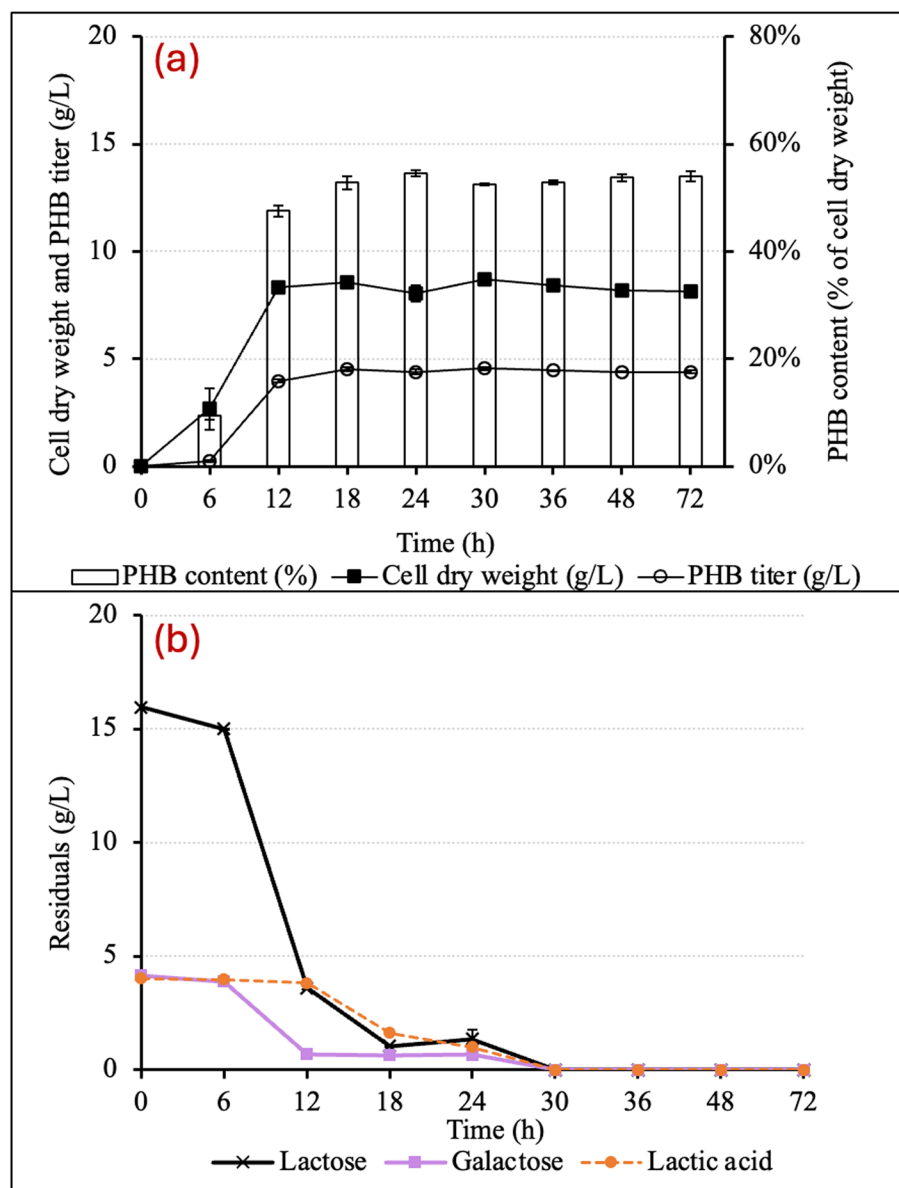 (a)
Cell dry weight and PHB titer (g/L)
20
15
10
5
0
80%
60%
40%
20%
0%
PHB content (% of cell dry weight)
0 6 12 18 24 30 36 48 72
Time (h)
PHB content (%) Cell dry weight (g/L) PHB titer (g/L)
(b)
Residuals (g/L)
20
15
10
5
0
0 6 12 18 24 30 36 48 72
Time (h)
Lactose Galactose Lactic acid